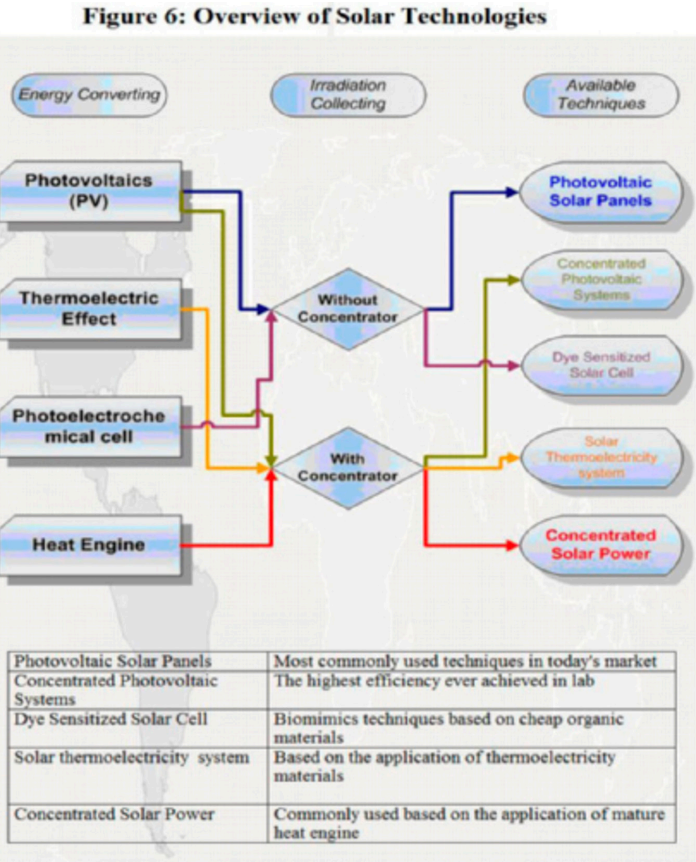 Figure 6: Overview of Solar Technologies
Energy Converting
Irradiation
Collecting
Available
Techniques
Photovoltaics
(PV)
Photovoltaic
Solar Panels
Concentrated
Photovoltaic
Systems
Thermoelectric
Effect
Without
Concentrator
Dye Sensitized
Solar Cell
Photoelectroche
mical cell
With
Concentrator
Solar
Thermoelectricity
system
Heat Engine
Concentrated
Solar Power
Photovoltaic Solar Panels Most commonly used techniques in today's market
Concentrated Photovoltaic The highest efficiency ever achieved in lab
Systems
Dye Sensitized Solar Cell Biomimics techniques based on cheap organic
materials
Solar thermoelectricity system Based on the application of thermoelectricity
materials
Concentrated Solar Power Commonly used based on the application of mature
heat engine